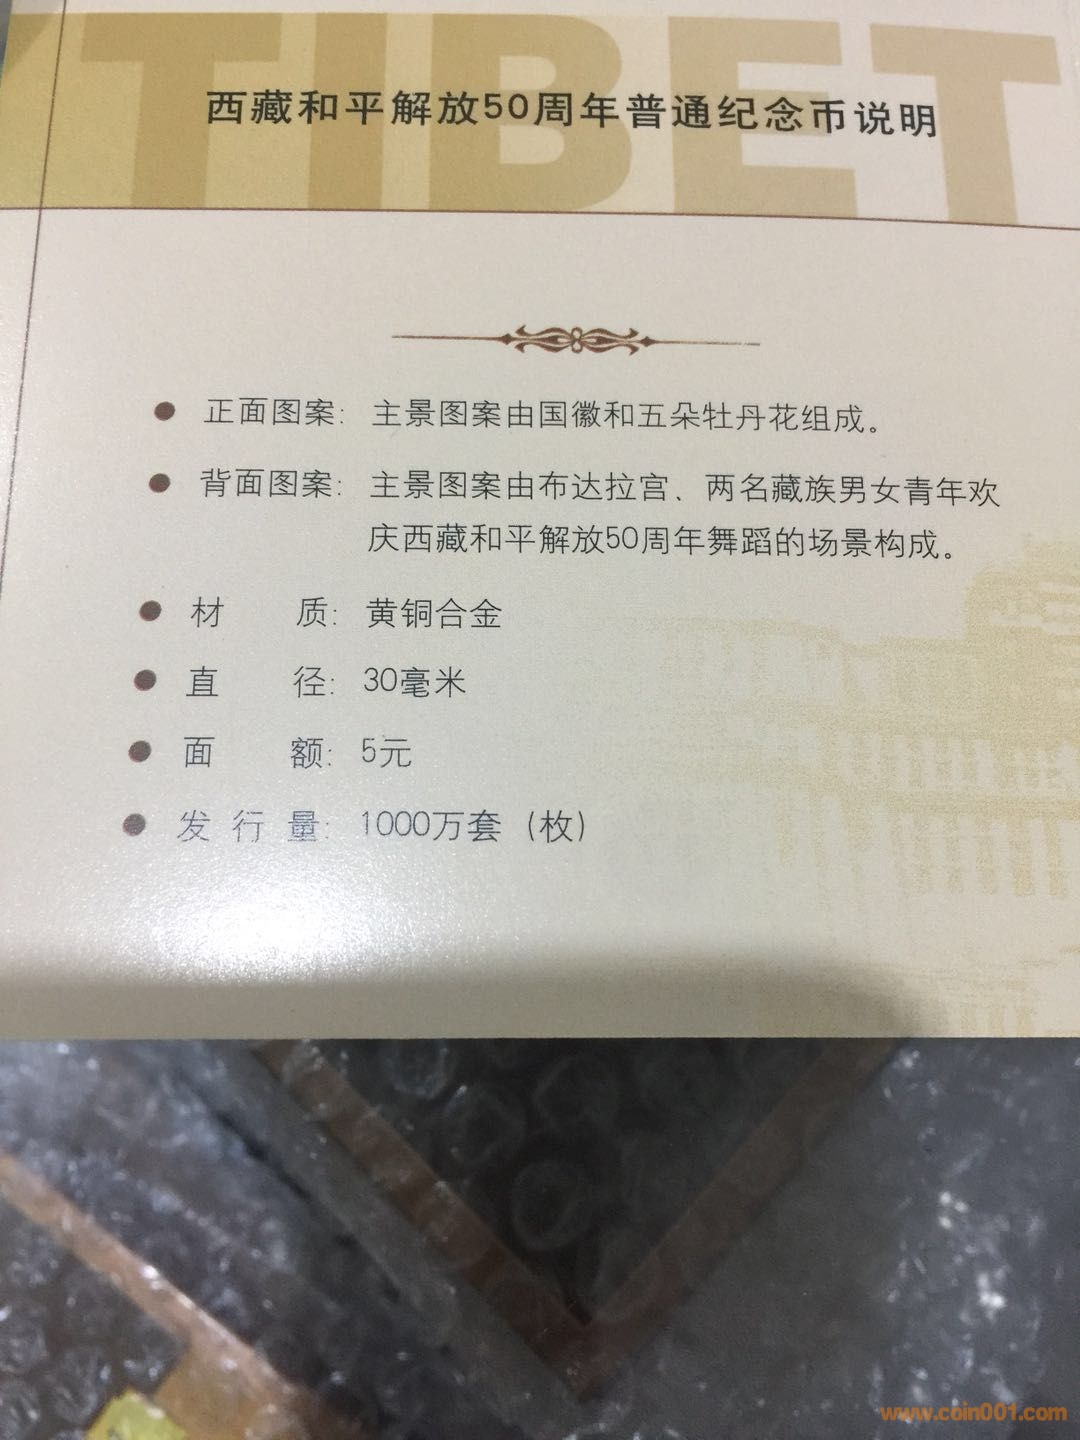 TIBET
西藏和平解放50周年普通纪念币说明
● 正面图案: 主景图案由国徽和五朵牡丹花组成。
● 背面图案: 主景图案由布达拉宫、两名藏族男女青年欢
庆西藏和平解放50周年舞蹈的场景构成。
● 材 质: 黄铜合金
● 直 径: 30毫米
● 面 额: 5元
● 发 行 量: 1000万套 (枚)
www.coin001.com